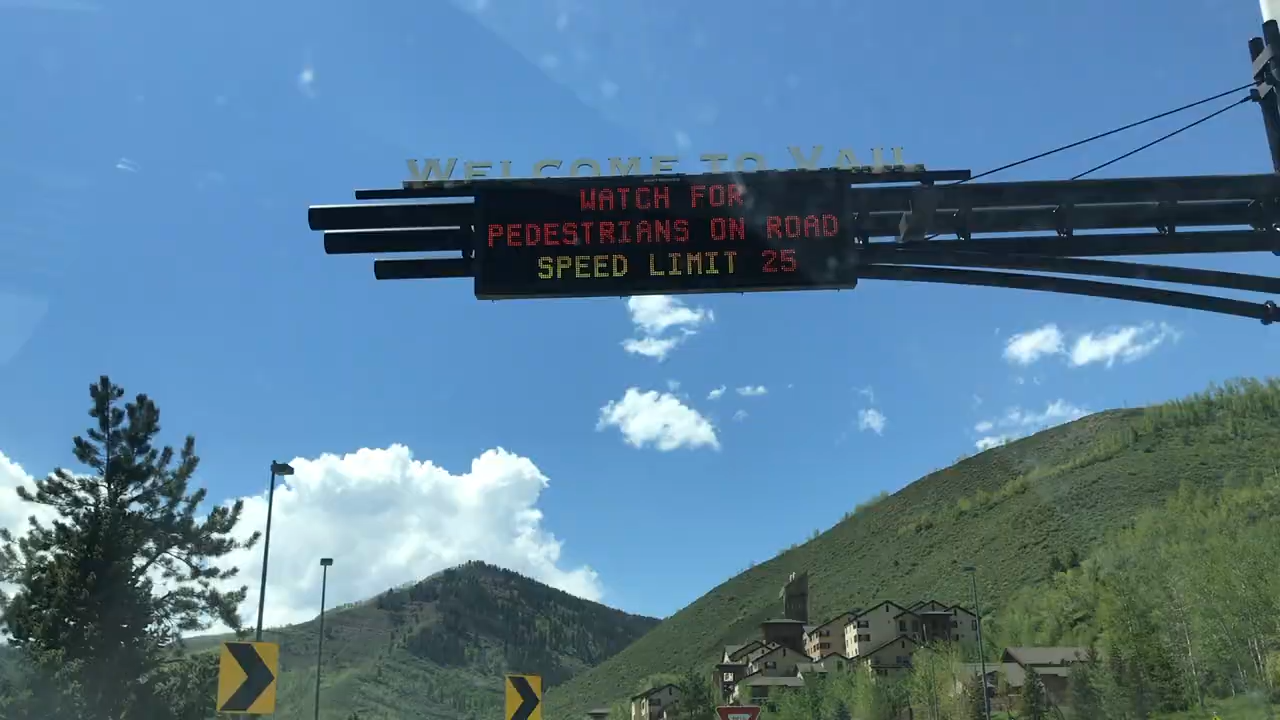 WELCOME TO VAIL
WATCH FOR
PEDESTRIANS ON ROAD
SPEED LIMIT 25